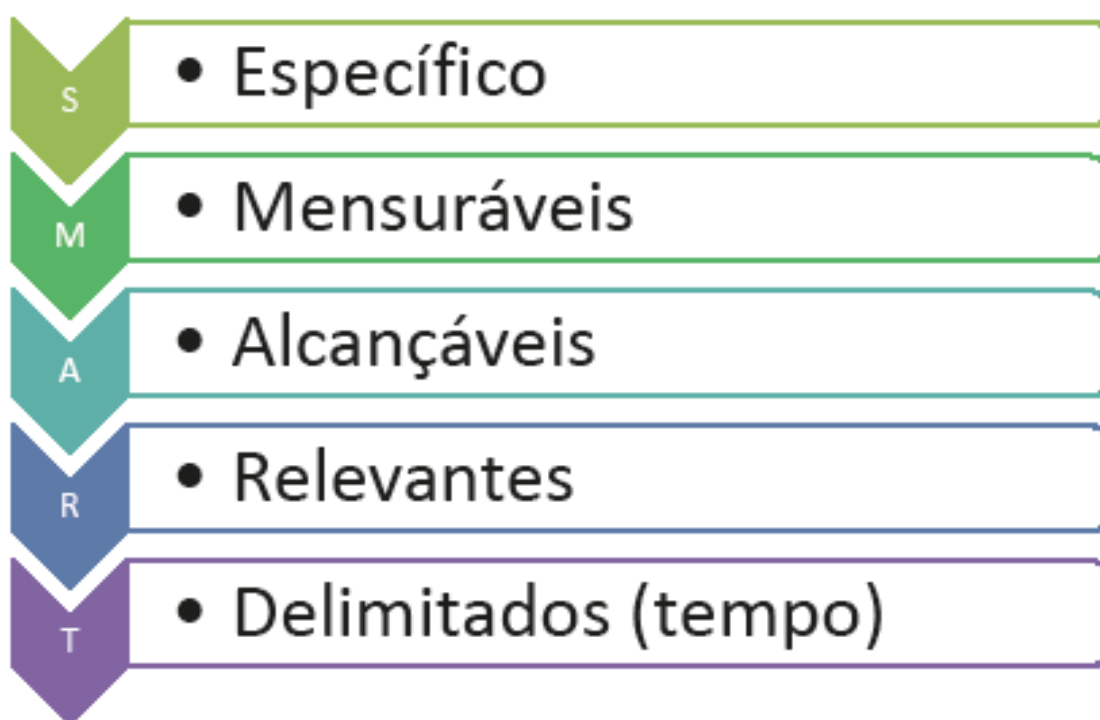 S
• Específico
M
• Mensuráveis
A
• Alcançáveis
R
• Relevantes
T
• Delimitados (tempo)